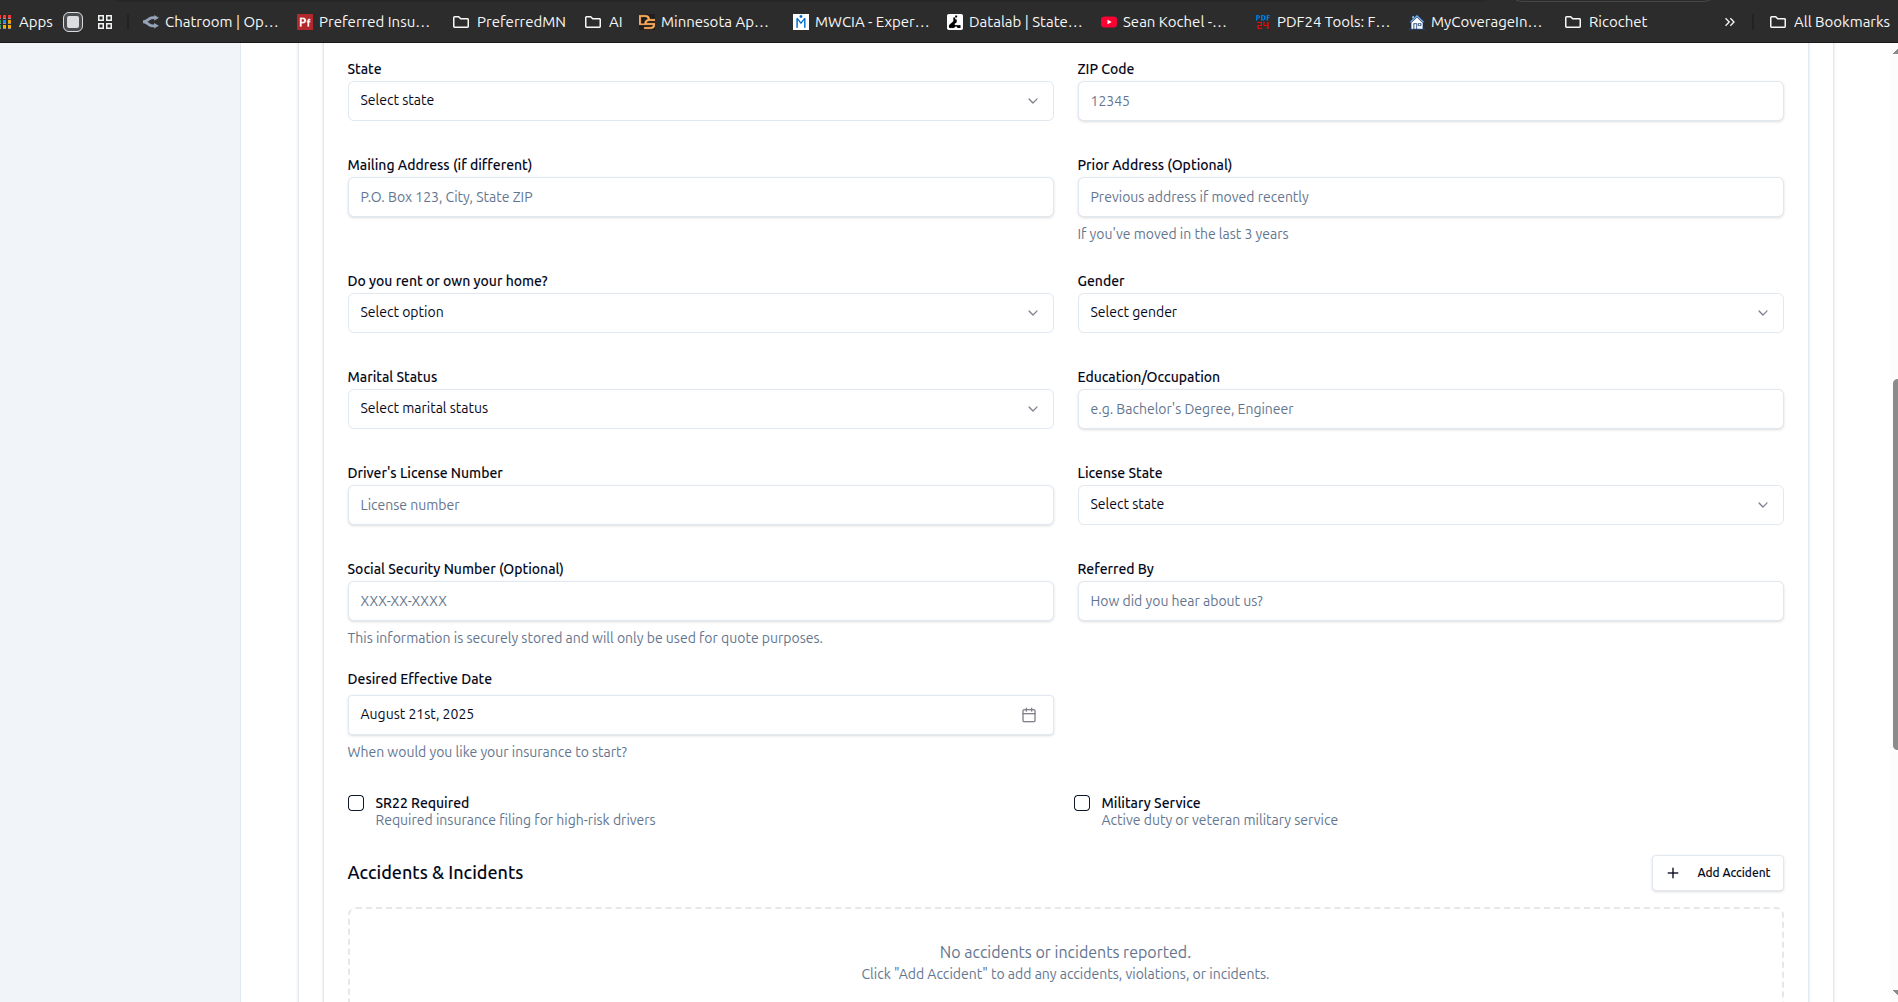 Apps Chatroom | Op... Preferred Insu... PreferredMN AI Minnesota Ap... MWCIA - Exper... Datalab | State... Sean Kochel -... PDF24 Tools: F... MyCoverageIn... Ricochet » All Bookmarks
State ZIP Code
Select state 12345
Mailing Address (if different) Prior Address (Optional)
P.O. Box 123, City, State ZIP Previous address if moved recently
If you've moved in the last 3 years
Do you rent or own your home? Gender
Select option Select gender
Marital Status Education/Occupation
Select marital status e.g. Bachelor's Degree, Engineer
Driver's License Number License State
License number Select state
Social Security Number (Optional) Referred By
XXX-XX-XXXX How did you hear about us?
This information is securely stored and will only be used for quote purposes.
Desired Effective Date
August 21st, 2025
When would you like your insurance to start?
SR22 Required Military Service
Required insurance filing for high-risk drivers Active duty or veteran military service
Accidents & Incidents + Add Accident
No accidents or incidents reported.
Click "Add Accident" to add any accidents, violations, or incidents.